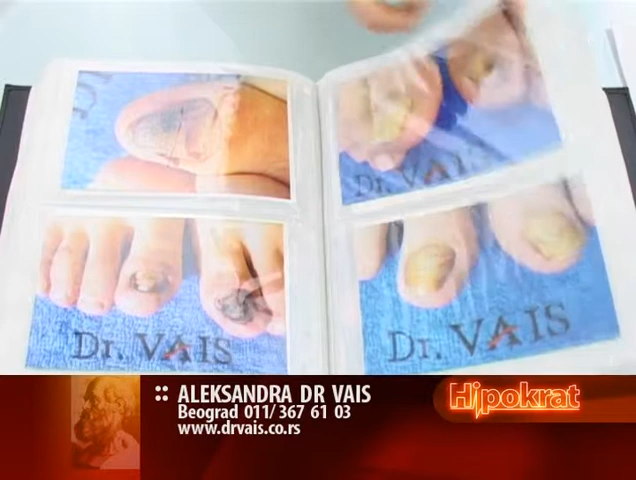 Dr. VAIS
Dr. VAIS
Dr. VAIS
:: ALEKSANDRA DR VAIS
Beograd 011/ 367 61 03
www.drvais.co.rs
Hipokrat